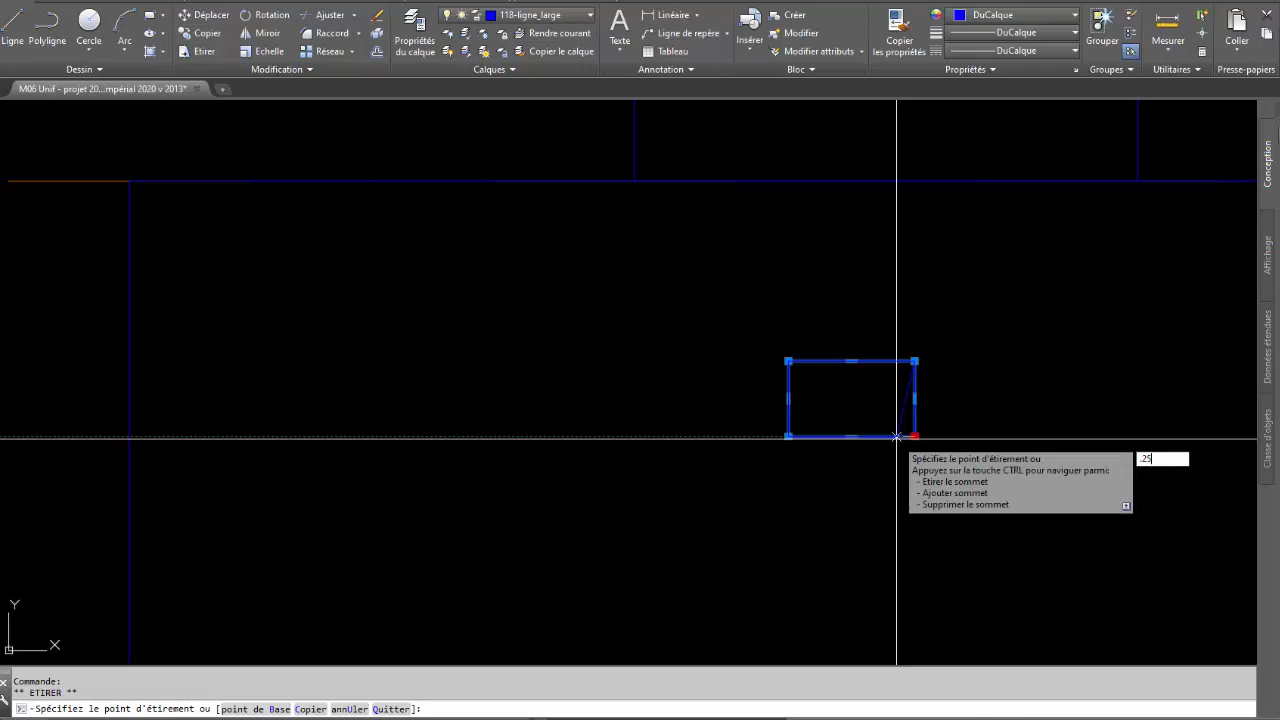 Déplacer Rotation Ajuster 118-ligne_large Linéaire Créer DuCalque
Ligne Polyligne Cercle Arc Copier Miroir Raccord Propriétés du calque Rendre courant Texte Ligne de repère Insérer Modifier Copier les propriétés DuCalque Grouper Mesurer Coller
Etirer Echelle Réseau Copier le calque Tableau Modifier attributs DuCalque
Dessin Modification Calques Annotation Bloc Propriétés Groupes Utilitaires Presse-papiers
M06 Unif - projet 20...mpérial 2020 v 2013*
Conception
Affichage
Données étendues
Classe d'objets
Spécifiez le point d'étirement ou .25
Appuyez sur la touche CTRL pour naviguer parmi:
- Etirer le sommet
- Ajouter sommet
- Supprimer le sommet
Y
X
Commande:
** ETIRER **
Spécifiez le point d'étirement ou [point de Base Copier annUler Quitter]: